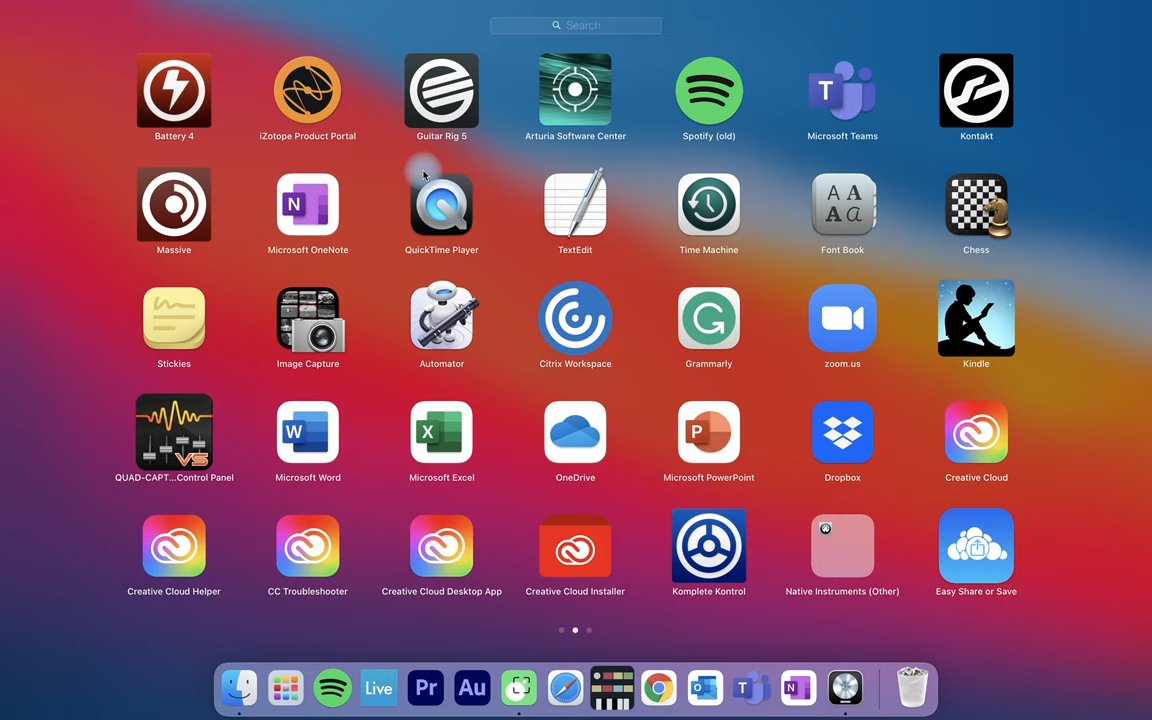 Search
Battery 4
iZotope Product Portal
Guitar Rig 5
Arturia Software Center
Spotify (old)
T
Microsoft Teams
Kontakt
Massive
N
Microsoft OneNote
QuickTime Player
TextEdit
Time Machine
A A
A a
Font Book
Chess
Stickies
Image Capture
Automator
Citrix Workspace
G
Grammarly
zoom.us
Kindle
VS
QUAD-CAPT...Control Panel
W
Microsoft Word
X
Microsoft Excel
OneDrive
P
Microsoft PowerPoint
Dropbox
Creative Cloud
Creative Cloud Helper
CC Troubleshooter
Creative Cloud Desktop App
Creative Cloud Installer
Komplete Kontrol
Native Instruments (Other)
Easy Share or Save
Live
Pr
Au
O
T
N